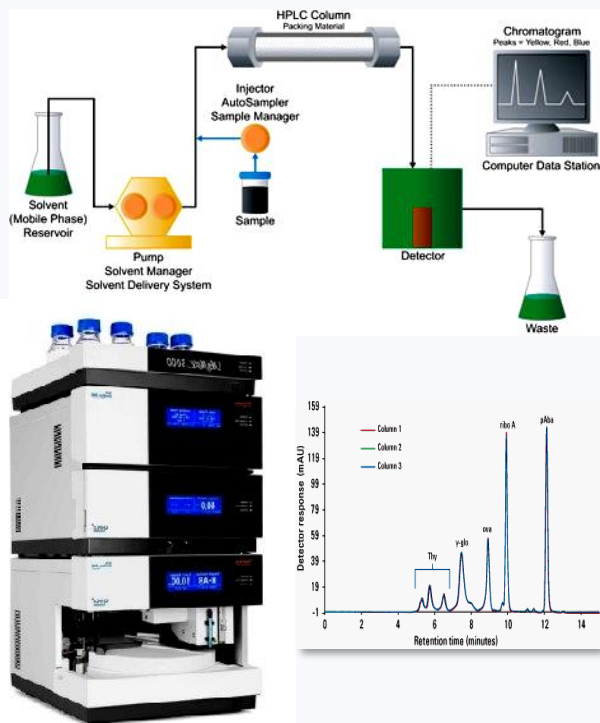 HPLC Column
Packing Material
Chromatogram
Peaks = Yellow, Red, Blue
Injector
AutoSampler
Sample Manager
Computer Data Station
Solvent
(Mobile Phase)
Reservoir
Sample
Pump
Solvent Manager
Solvent Delivery System
Detector
Waste
159
139
119
99
79
59
39
19
-1
Detector response (mAU)
Column 1
Column 2
Column 3
Thy
γ-glo
ova
ribo A
pAba
0
2
4
6
8
10
12
14
Retention time (minutes)